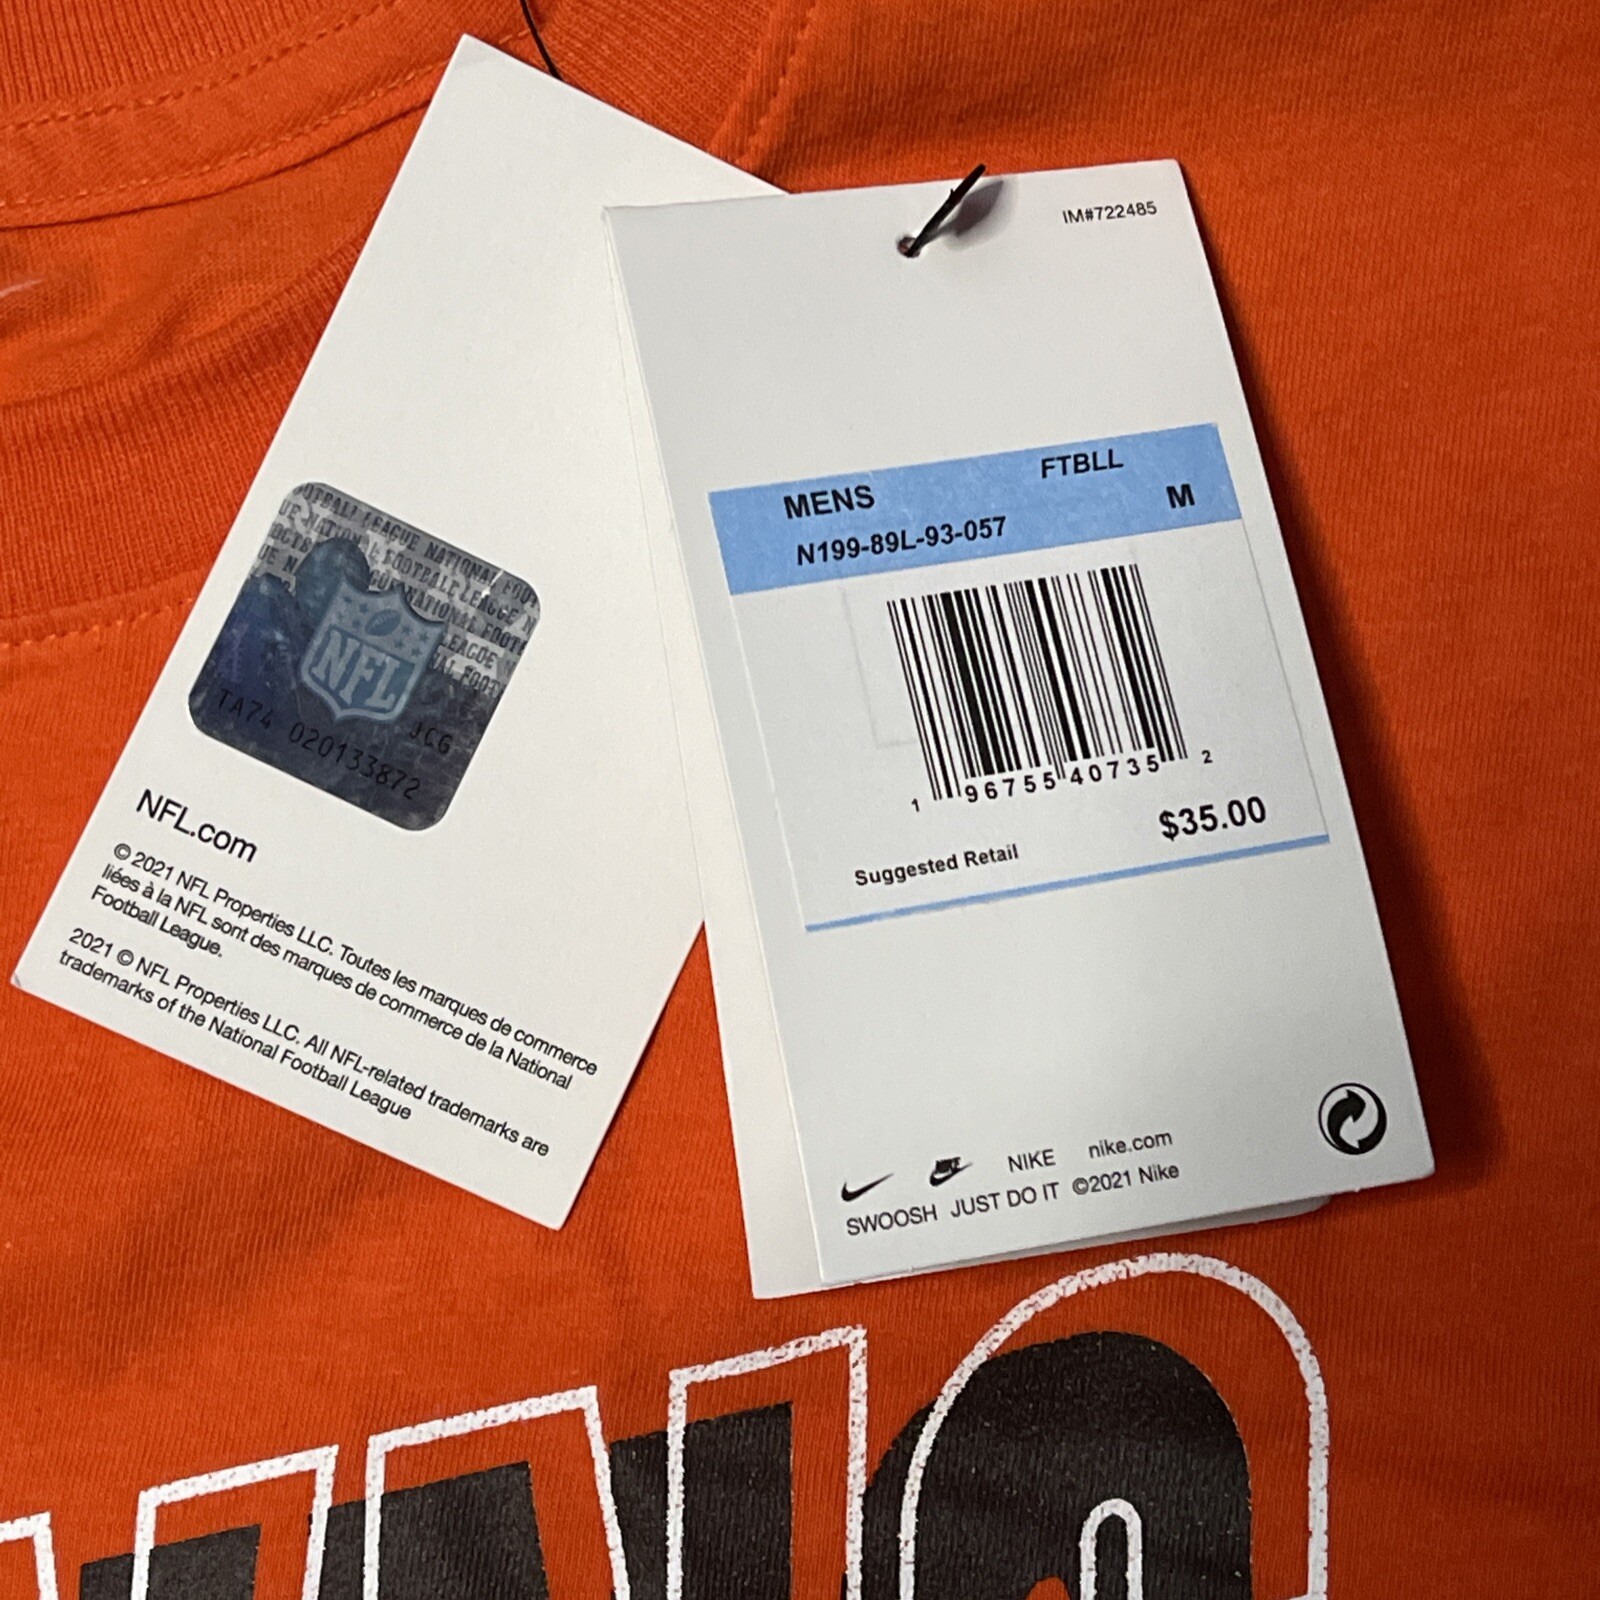 IM#722485
FTBLL
MENS
M
N199-89L-93-057
1 96755 40735 2
$35.00
Suggested Retail
NIKE nike.com
SWOOSH JUST DO IT ©2021 Nike
NFL
TA74 020133872 JCG
NFL.com
© 2021 NFL Properties LLC. Toutes les marques de commerce
liées à la NFL sont des marques de commerce de la National
Football League.
2021 © NFL Properties LLC. All NFL-related trademarks are
trademarks of the National Football League